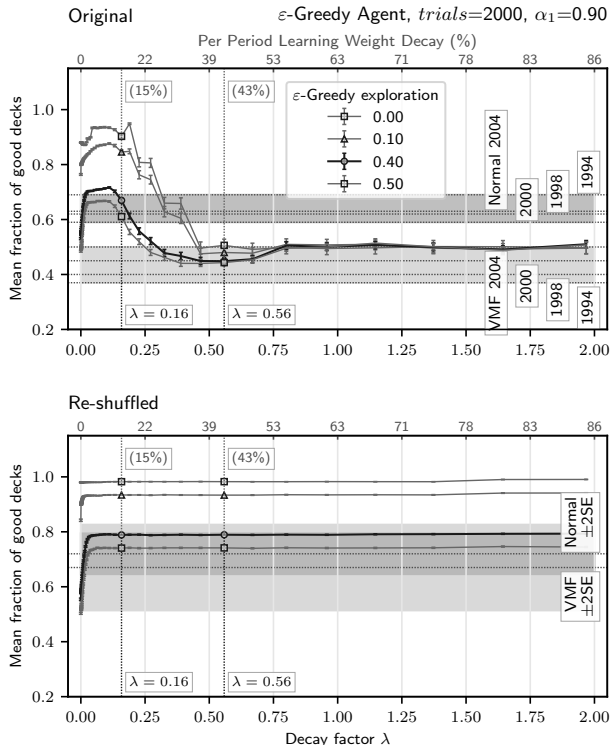 Original
ε-Greedy Agent, trials=2000, α₁=0.90
Per Period Learning Weight Decay (%)
0 22 39 53 63 71 78 83 86
(15%)
(43%)
ε-Greedy exploration
0.00
0.10
0.40
0.50
Normal 2004
2000
1998
1994
VMF 2004
2000
1998
1994
Mean fraction of good decks
1.0
0.8
0.6
0.4
0.2
λ = 0.16
λ = 0.56
0.00 0.25 0.50 0.75 1.00 1.25 1.50 1.75 2.00
Re-shuffled
0 22 39 53 63 71 78 83 86
(15%)
(43%)
Normal
±2SE
VMF
±2SE
Mean fraction of good decks
1.0
0.8
0.6
0.4
0.2
λ = 0.16
λ = 0.56
0.00 0.25 0.50 0.75 1.00 1.25 1.50 1.75 2.00
Decay factor λ